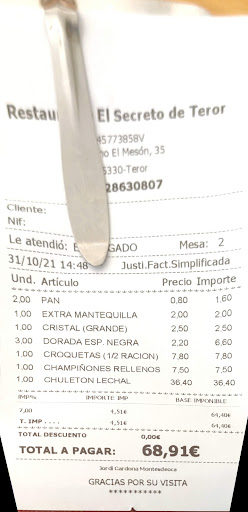 Restau El Secreto de Teror
45773858V
no El Mesón, 35
5330-Teror
28630807
Cliente:
Nif:
Le atendió: E GADO Mesa: 2
31/10/21 14:48 Justi.Fact.Simplificada
Und. Artículo Precio Importe
2,00 PAN 0,80 1,60
1,00 EXTRA MANTEQUILLA 2,00 2,00
1,00 CRISTAL (GRANDE) 2,50 2,50
3,00 DORADA ESP. NEGRA 2,20 6,60
1,00 CROQUETAS (1/2 RACION) 7,80 7,80
1,00 CHAMPIÑONES RELLENOS 7,50 7,50
1,00 CHULETON LECHAL 36,40 36,40
IMP% IMPORTE IMP BASE IMPONIBLE
7,00 4,51€ 64,40€
T. IMP . . . . 4,51€ 64,40€
TOTAL DESCUENTO 0,00€
TOTAL A PAGAR: 68,91€
Jordi Cardona Montesdeoca
GRACIAS POR SU VISITA
***********